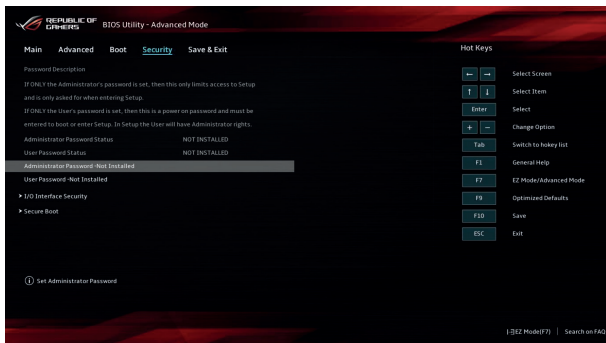 REPUBLIC OF
GAMERS
BIOS Utility - Advanced Mode
Main Advanced Boot Security Save & Exit
Password Description
If ONLY the Administrator's password is set, then this only limits access to Setup
and is only asked for when entering Setup.
If ONLY the User's password is set, then this is a power on password and must be
entered to boot or enter Setup. In Setup the User will have Administrator rights.
Administrator Password Status NOT INSTALLED
User Password Status NOT INSTALLED
Administrator Password -Not Installed
User Password -Not Installed
> I/O Interface Security
> Secure Boot
Set Administrator Password
Hot Keys
← → Select Screen
↑ ↓ Select Item
Enter Select
+ - Change Option
Tab Switch to hokey list
F1 General Help
F7 EZ Mode/Advanced Mode
F9 Optimized Defaults
F10 Save
ESC Exit
EZ Mode(F7) | Search on FAQ